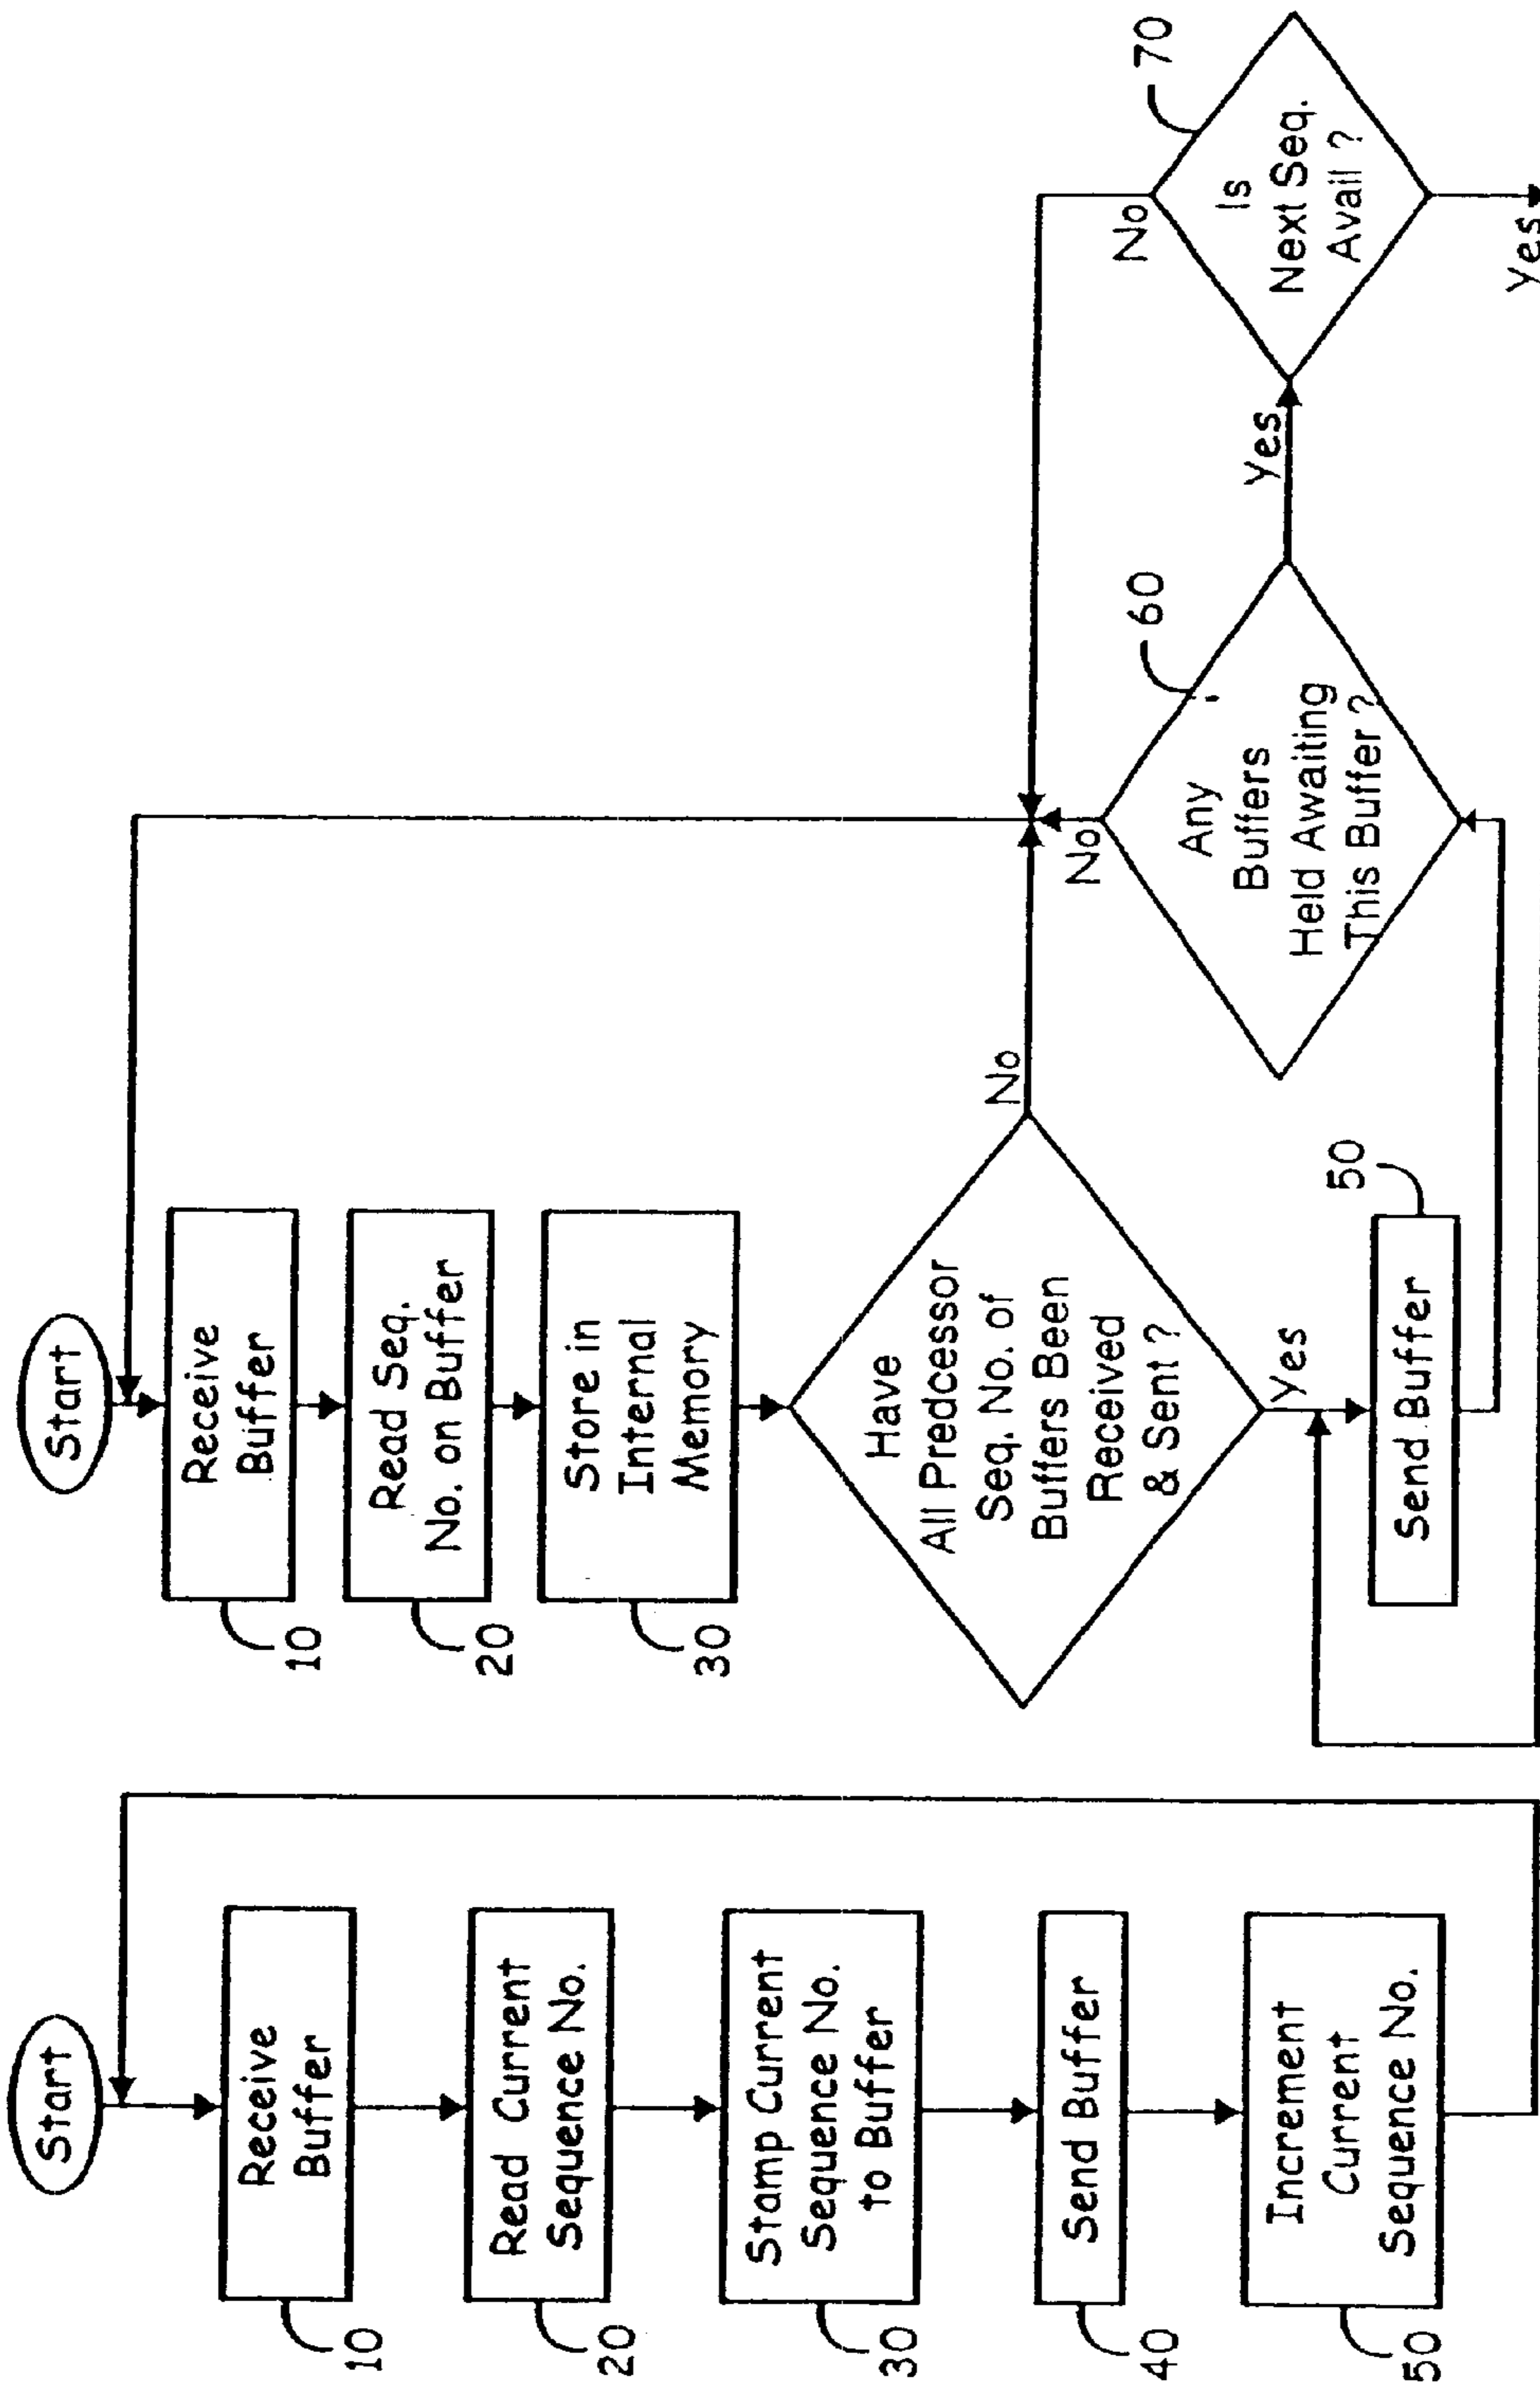 Start
Receive
Buffer
10
Read Current
Sequence No.
20
Stamp Current
Sequence No.
to Buffer
30
Send Buffer
40
Increment
Current
Sequence No.
50
Start
Receive
Buffer
10
Read Seq.
No. on Buffer
20
Store in
Internal
Memory
30
Have
All Predcessor
Seq. No. of
Buffers Been
Received
& Sent ?
No
Yes
Send Buffer
50
Any
Buffers
Held Awaiting
This Buffer ?
60
No
Yes
Is
Next Seq.
Avail ?
70
No
Yes